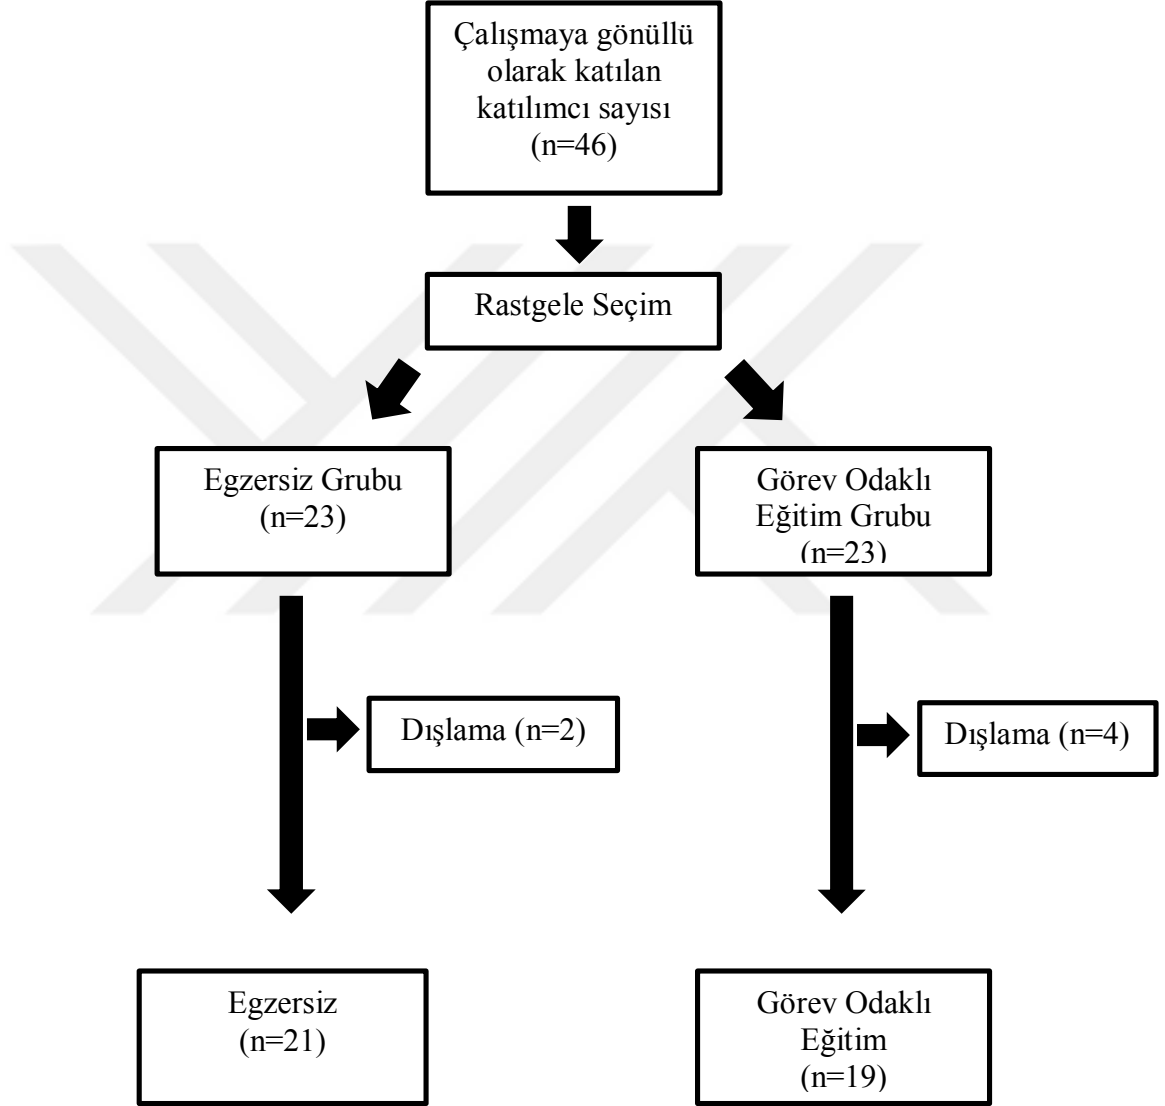 Çalışmaya gönüllü
olarak katılan
katılımcı sayısı
(n=46)
Rastgele Seçim
Egzersiz Grubu
(n=23)
Görev Odaklı
Eğitim Grubu
(n=23)
Dışlama (n=2)
Dışlama (n=4)
Egzersiz
(n=21)
Görev Odaklı
Eğitim
(n=19)